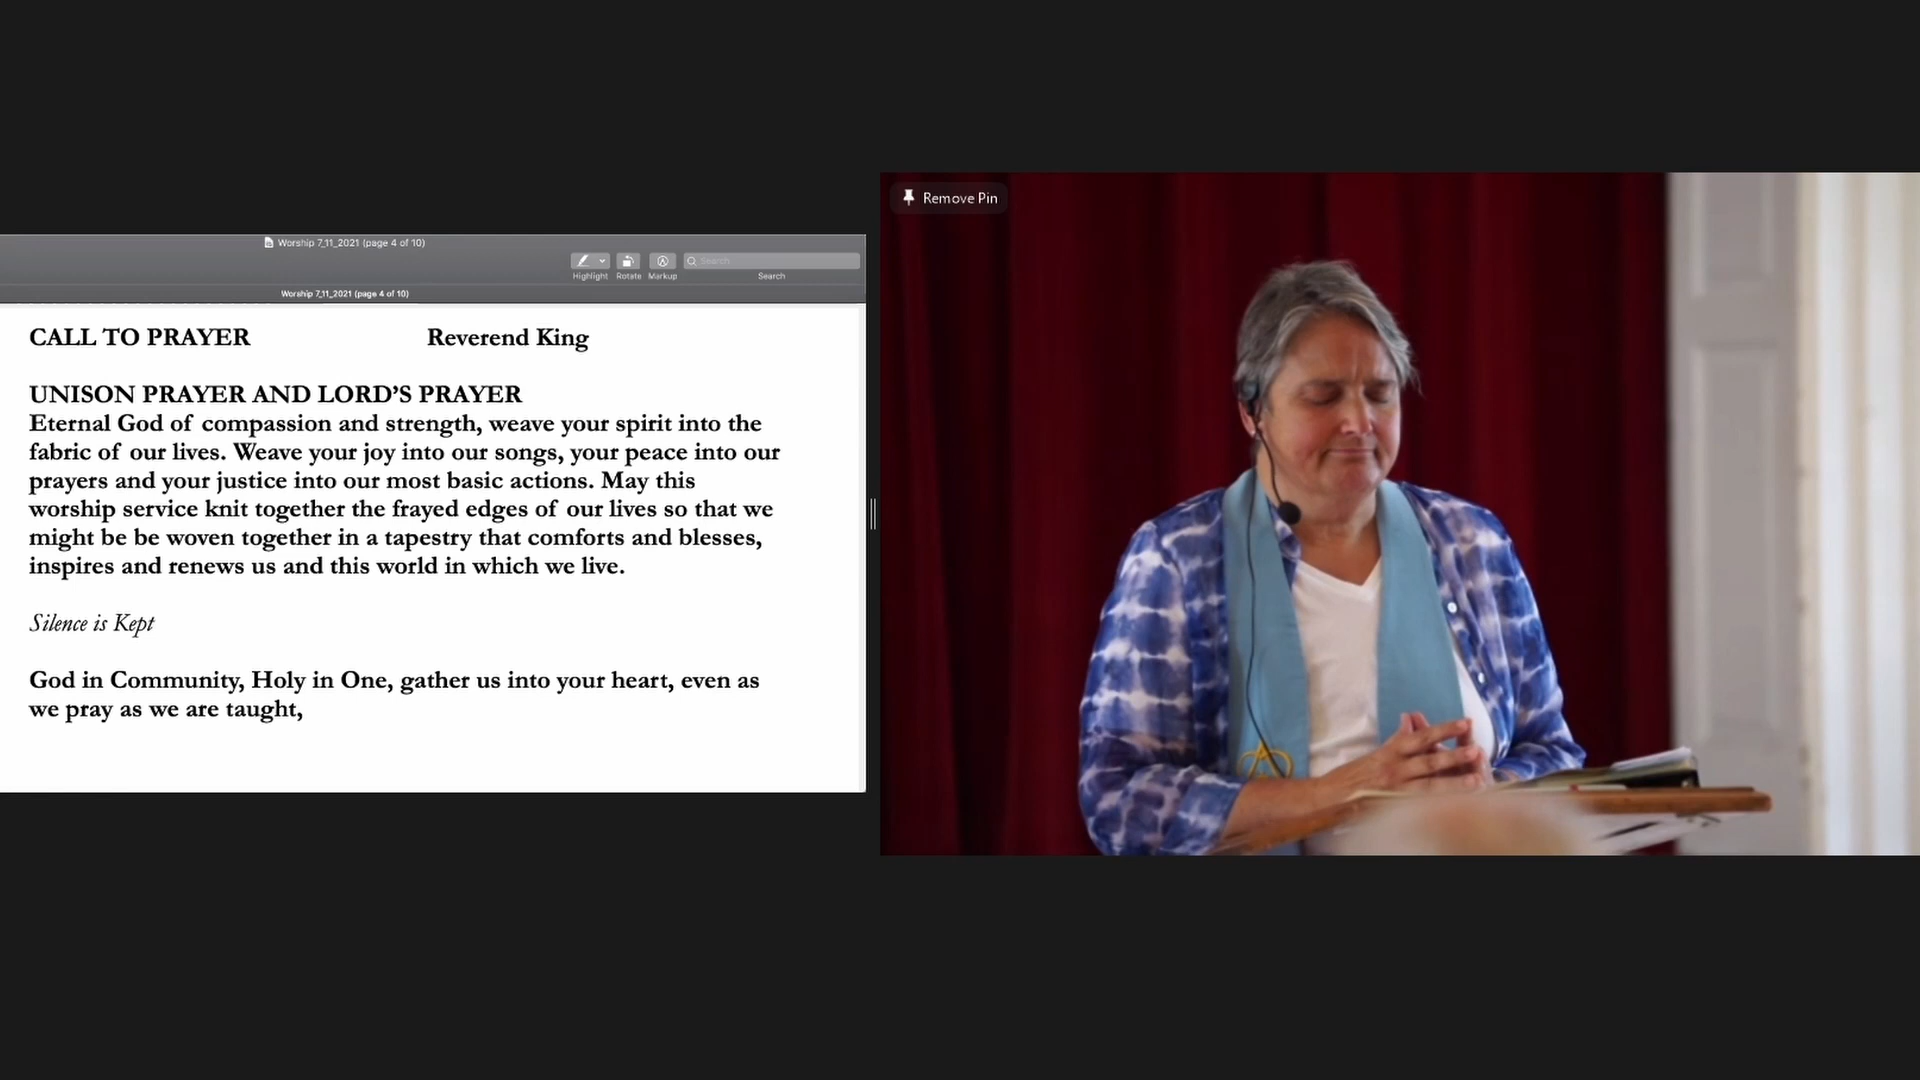 Worship 7_11_2021 (page 4 of 10)
Search
Highlight Rotate Markup Search
Worship 7_11_2021 (page 4 of 10)
CALL TO PRAYER Reverend King
UNISON PRAYER AND LORD'S PRAYER
Eternal God of compassion and strength, weave your spirit into the
fabric of our lives. Weave your joy into our songs, your peace into our
prayers and your justice into our most basic actions. May this
worship service knit together the frayed edges of our lives so that we
might be be woven together in a tapestry that comforts and blesses,
inspires and renews us and this world in which we live.
Silence is Kept
God in Community, Holy in One, gather us into your heart, even as
we pray as we are taught,
Remove Pin